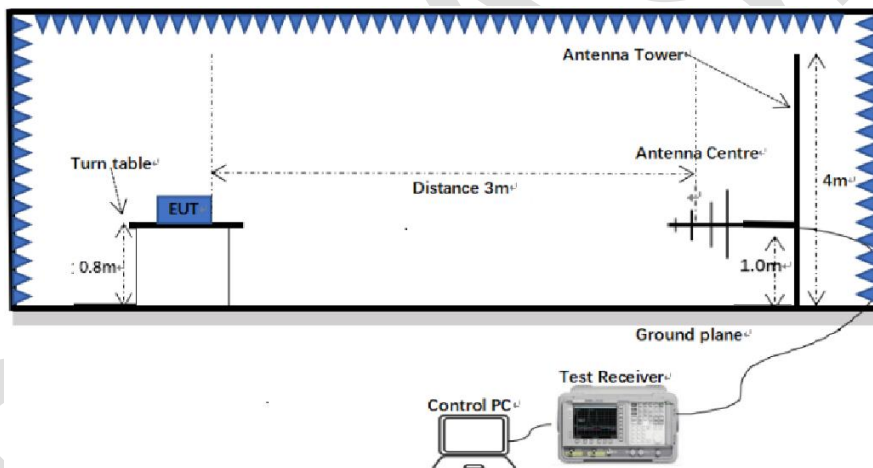 Antenna Tower
Antenna Centre
Turn table
Distance 3m
4m
EUT
0.8m
1.0m
Ground plane
Test Receiver
Control PC